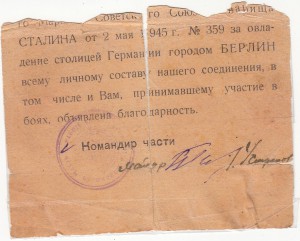 Советского Союза
СТАЛИНА от 2 мая 1945 г. № 359 за овла-
дение столицей Германии городом БЕРЛИН
всему личному составу нашего соединения, в
том числе и Вам, принимавшему участие в
боях, объявлена благодарность.
Командир части
майор